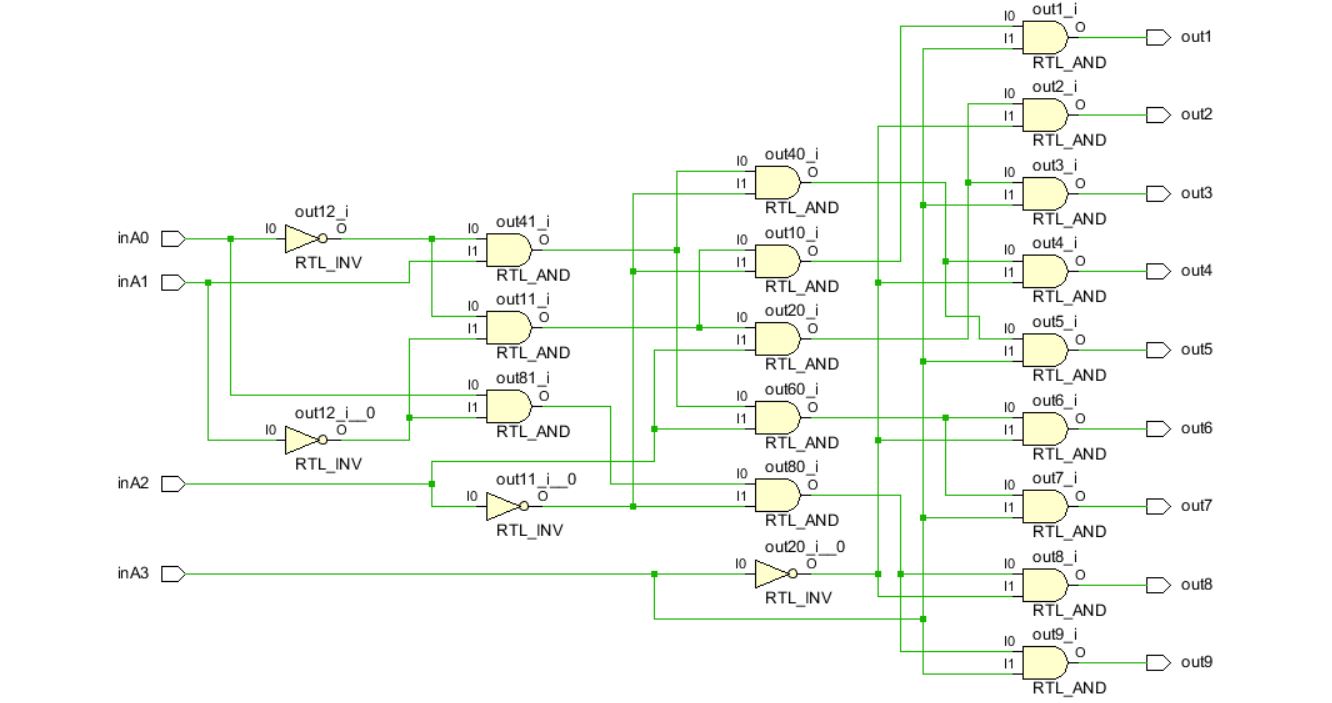 out1_i
I0
O
I1
out1
RTL_AND
out2_i
I0
O
I1
out2
RTL_AND
out40_i
I0
O
I1
RTL_AND
out3_i
I0
O
I1
out3
RTL_AND
inA0
I0
out12_i
O
RTL_INV
out41_i
I0
O
I1
RTL_AND
inA1
out10_i
I0
O
I1
RTL_AND
out4_i
I0
O
I1
out4
RTL_AND
out11_i
I0
O
I1
RTL_AND
out20_i
I0
O
I1
RTL_AND
out5_i
I0
O
I1
out5
RTL_AND
out81_i
I0
O
I1
RTL_AND
out60_i
I0
O
I1
RTL_AND
out6_i
I0
O
I1
out6
RTL_AND
out12_i__0
I0
O
RTL_INV
inA2
out11_i__0
I0
O
RTL_INV
out80_i
I0
O
I1
RTL_AND
out7_i
I0
O
I1
out7
RTL_AND
inA3
out20_i__0
I0
O
RTL_INV
out8_i
I0
O
I1
out8
RTL_AND
out9_i
I0
O
I1
out9
RTL_AND